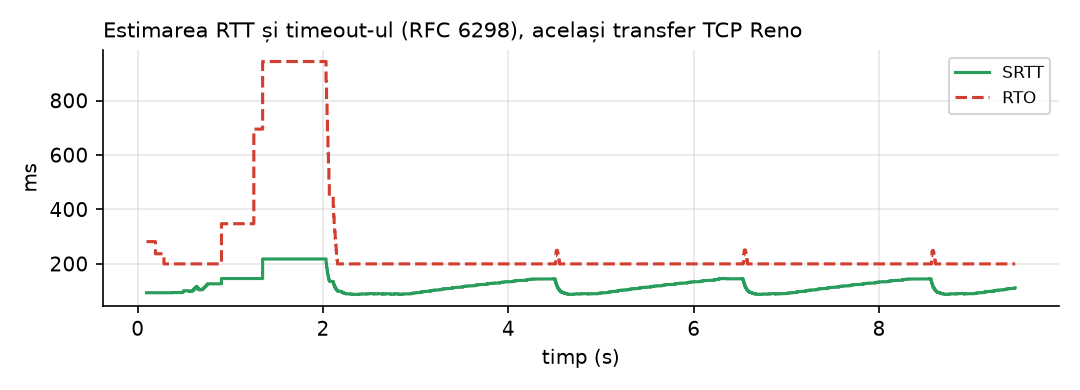 Estimarea RTT și timeout-ul (RFC 6298), același transfer TCP Reno
SRTT
RTO
800
600
400
200
ms
0
2
4
6
8
timp (s)